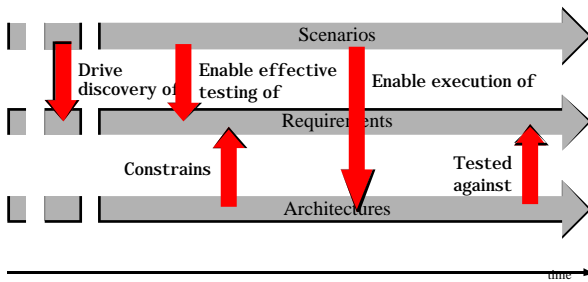 Scenarios
Drive
discovery of
Enable effective
testing of
Enable execution of
Requirements
Constrains
Tested
against
Architectures
time